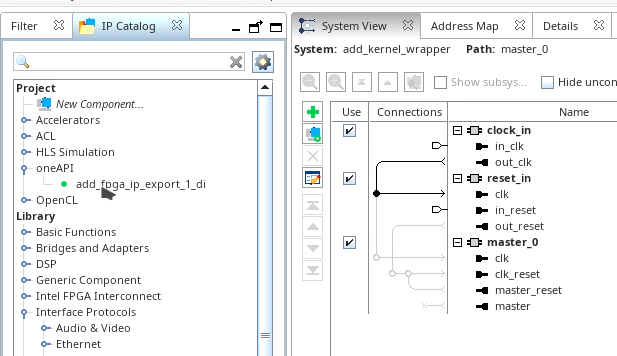 Filter
IP Catalog
Project
New Component...
Accelerators
ACL
HLS Simulation
oneAPI
add_fpga_ip_export_1_di
OpenCL
Library
Basic Functions
Bridges and Adapters
DSP
Generic Component
Intel FPGA Interconnect
Interface Protocols
Audio & Video
Ethernet
System View
Address Map
Details
System: add_kernel_wrapper Path: master_0
Show subsys...
Hide uncon
Use Connections Name
clock_in
in_clk
out_clk
reset_in
clk
in_reset
out_reset
master_0
clk
clk_reset
master_reset
master